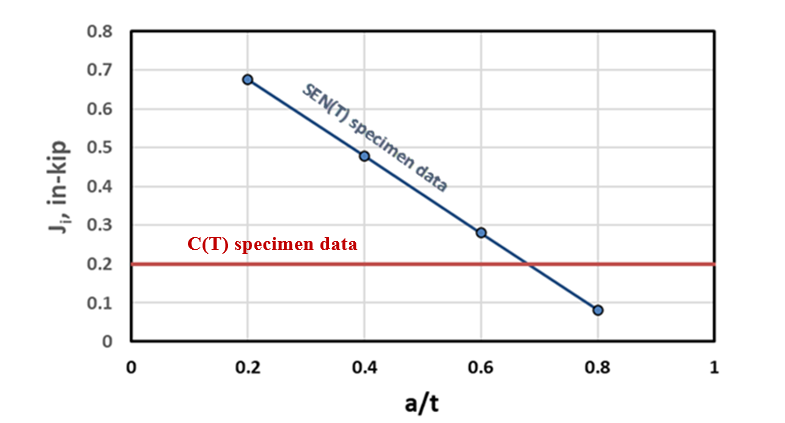 0.8
0.7
0.6
0.5
0.4
0.3
0.2
0.1
0
Ji, in-kip
SEN(T) specimen data
C(T) specimen data
0 0.2 0.4 0.6 0.8 1
a/t